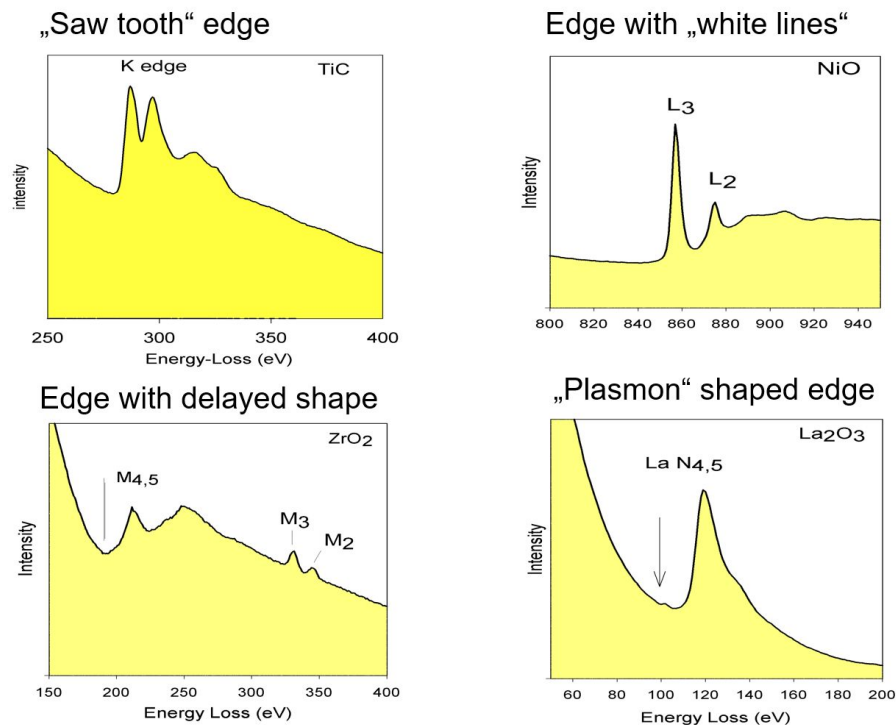 „Saw tooth“ edge
K edge
TiC
intensity
250 300 350 400
Energy-Loss (eV)
Edge with „white lines“
NiO
L3
L2
Intensity
800 820 840 860 880 900 920 940
Energy-Loss (eV)
Edge with delayed shape
ZrO2
M4,5
M3
M2
Intensity
150 200 250 300 350 400
Energy Loss (eV)
„Plasmon“ shaped edge
La2O3
La N4,5
Intensity
60 80 100 120 140 160 180 200
Energy Loss (eV)